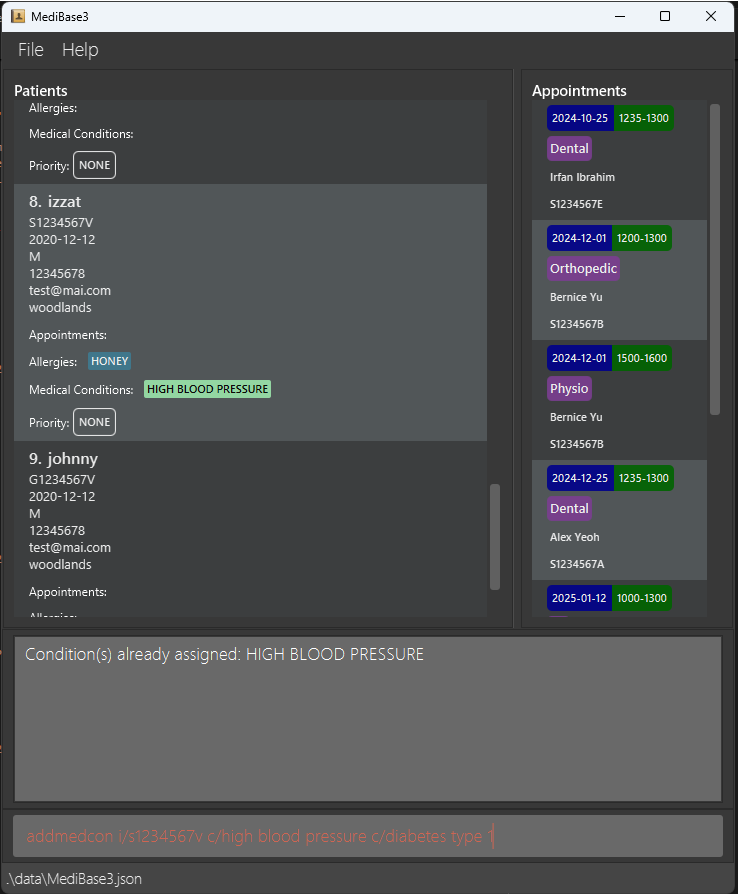 MediBase3
File Help
Patients
Allergies:
Medical Conditions:
Priority: NONE
8. izzat
S1234567V
2020-12-12
M
12345678
test@mai.com
woodlands
Appointments:
Allergies: HONEY
Medical Conditions: HIGH BLOOD PRESSURE
Priority: NONE
9. johnny
G1234567V
2020-12-12
M
12345678
test@mai.com
woodlands
Appointments:
Allergies:
Appointments
2024-10-25 1235-1300
Dental
Irfan Ibrahim
S1234567E
2024-12-01 1200-1300
Orthopedic
Bernice Yu
S1234567B
2024-12-01 1500-1600
Physio
Bernice Yu
S1234567B
2024-12-25 1235-1300
Dental
Alex Yeoh
S1234567A
2025-01-12 1000-1300
Condition(s) already assigned: HIGH BLOOD PRESSURE
addmedcon i/s1234567v c/high blood pressure c/diabetes type 1
.\data\MediBase3.json